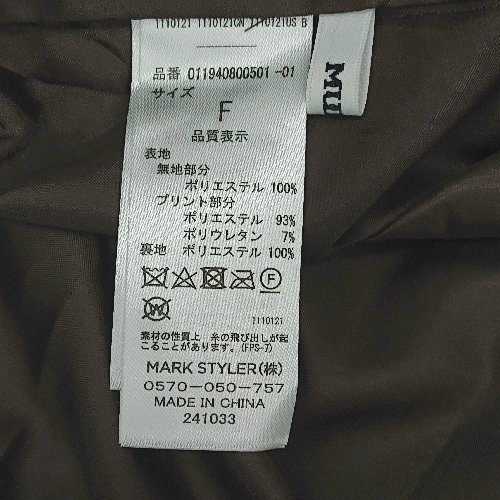 1110121 1110121CN 1110121US B
品番 011940800501 -01
サイズ
F
品質表示
表地
無地部分
ポリエステル 100%
プリント部分
ポリエステル 93%
ポリウレタン 7%
裏地 ポリエステル 100%
F
W
1110121
素材の性質上、糸の飛び出しが起
こることがあります。(FPS-7)
MARK STYLER(株)
0570-050-757
MADE IN CHINA
241033
MU